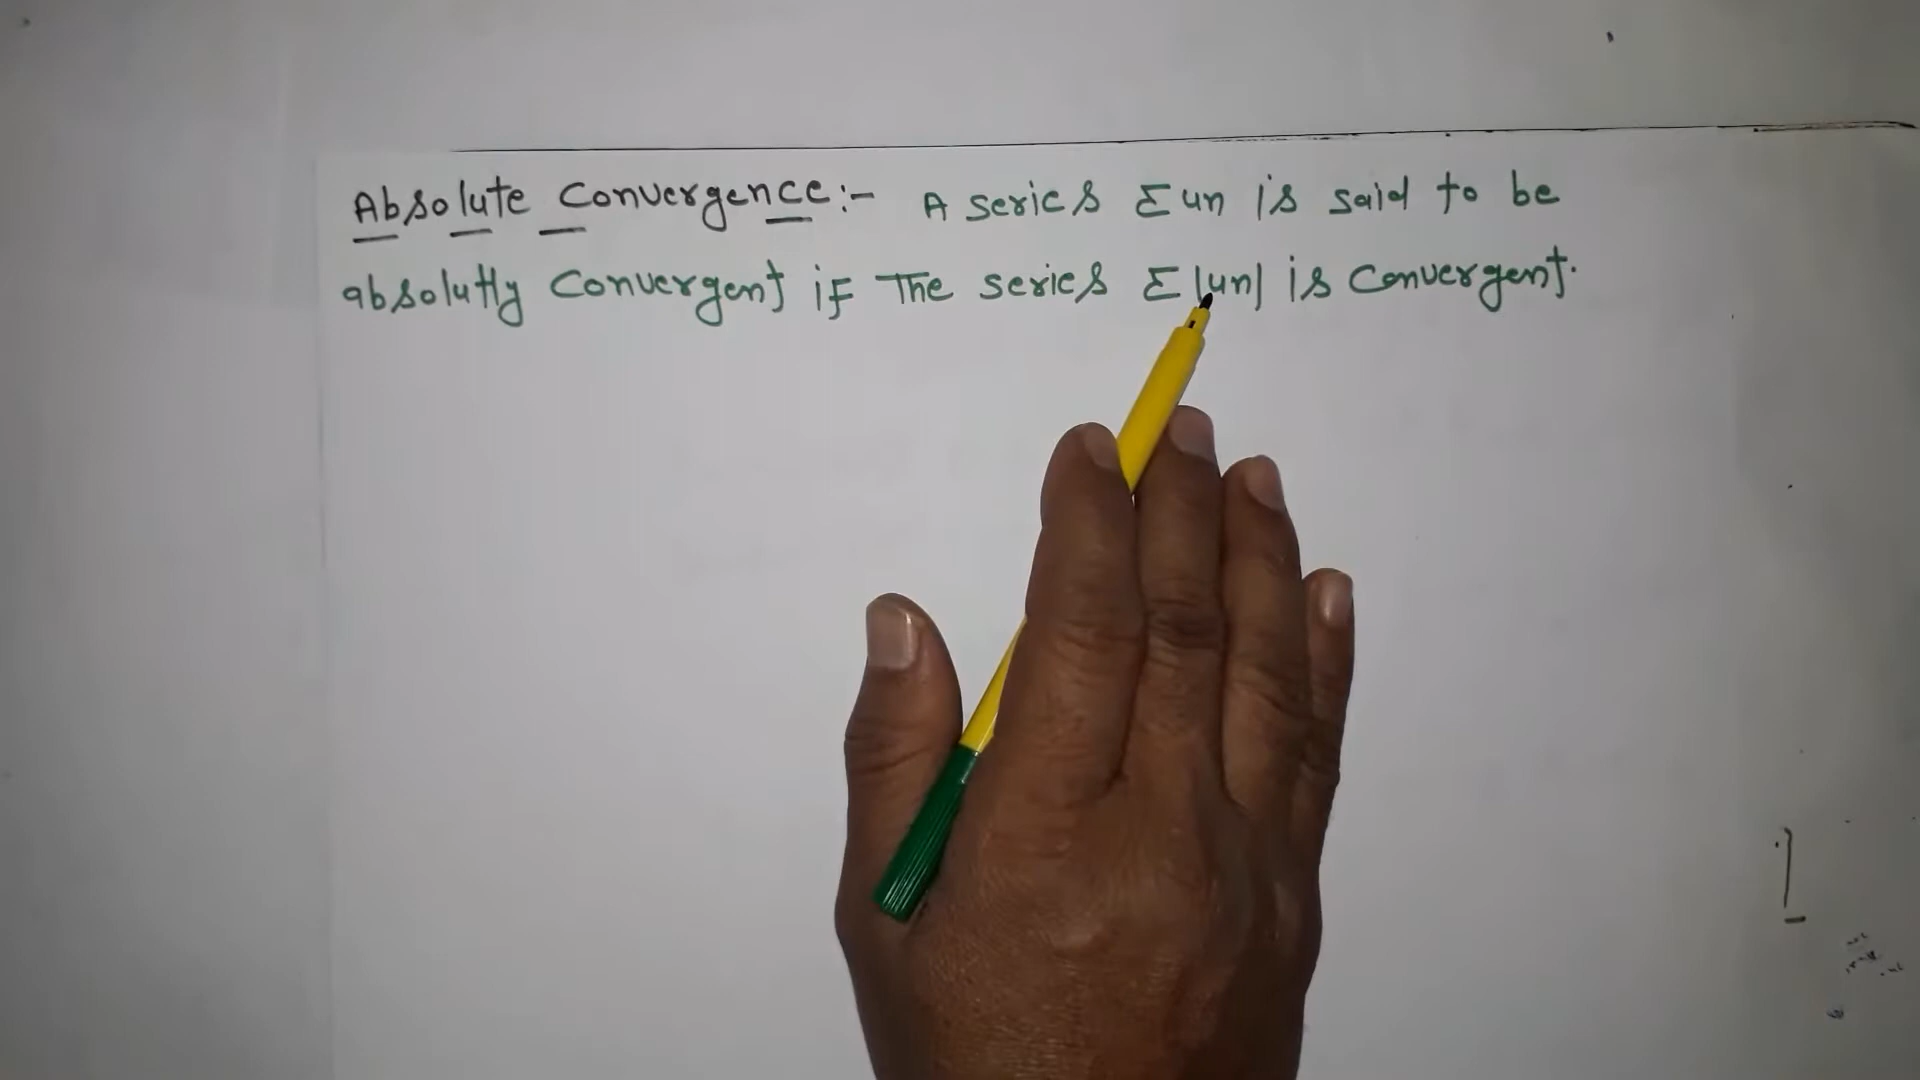 Absolute Convergence:- A series Σun is said to be
absolutly Convergent if The series Σ|un| is Convergent.